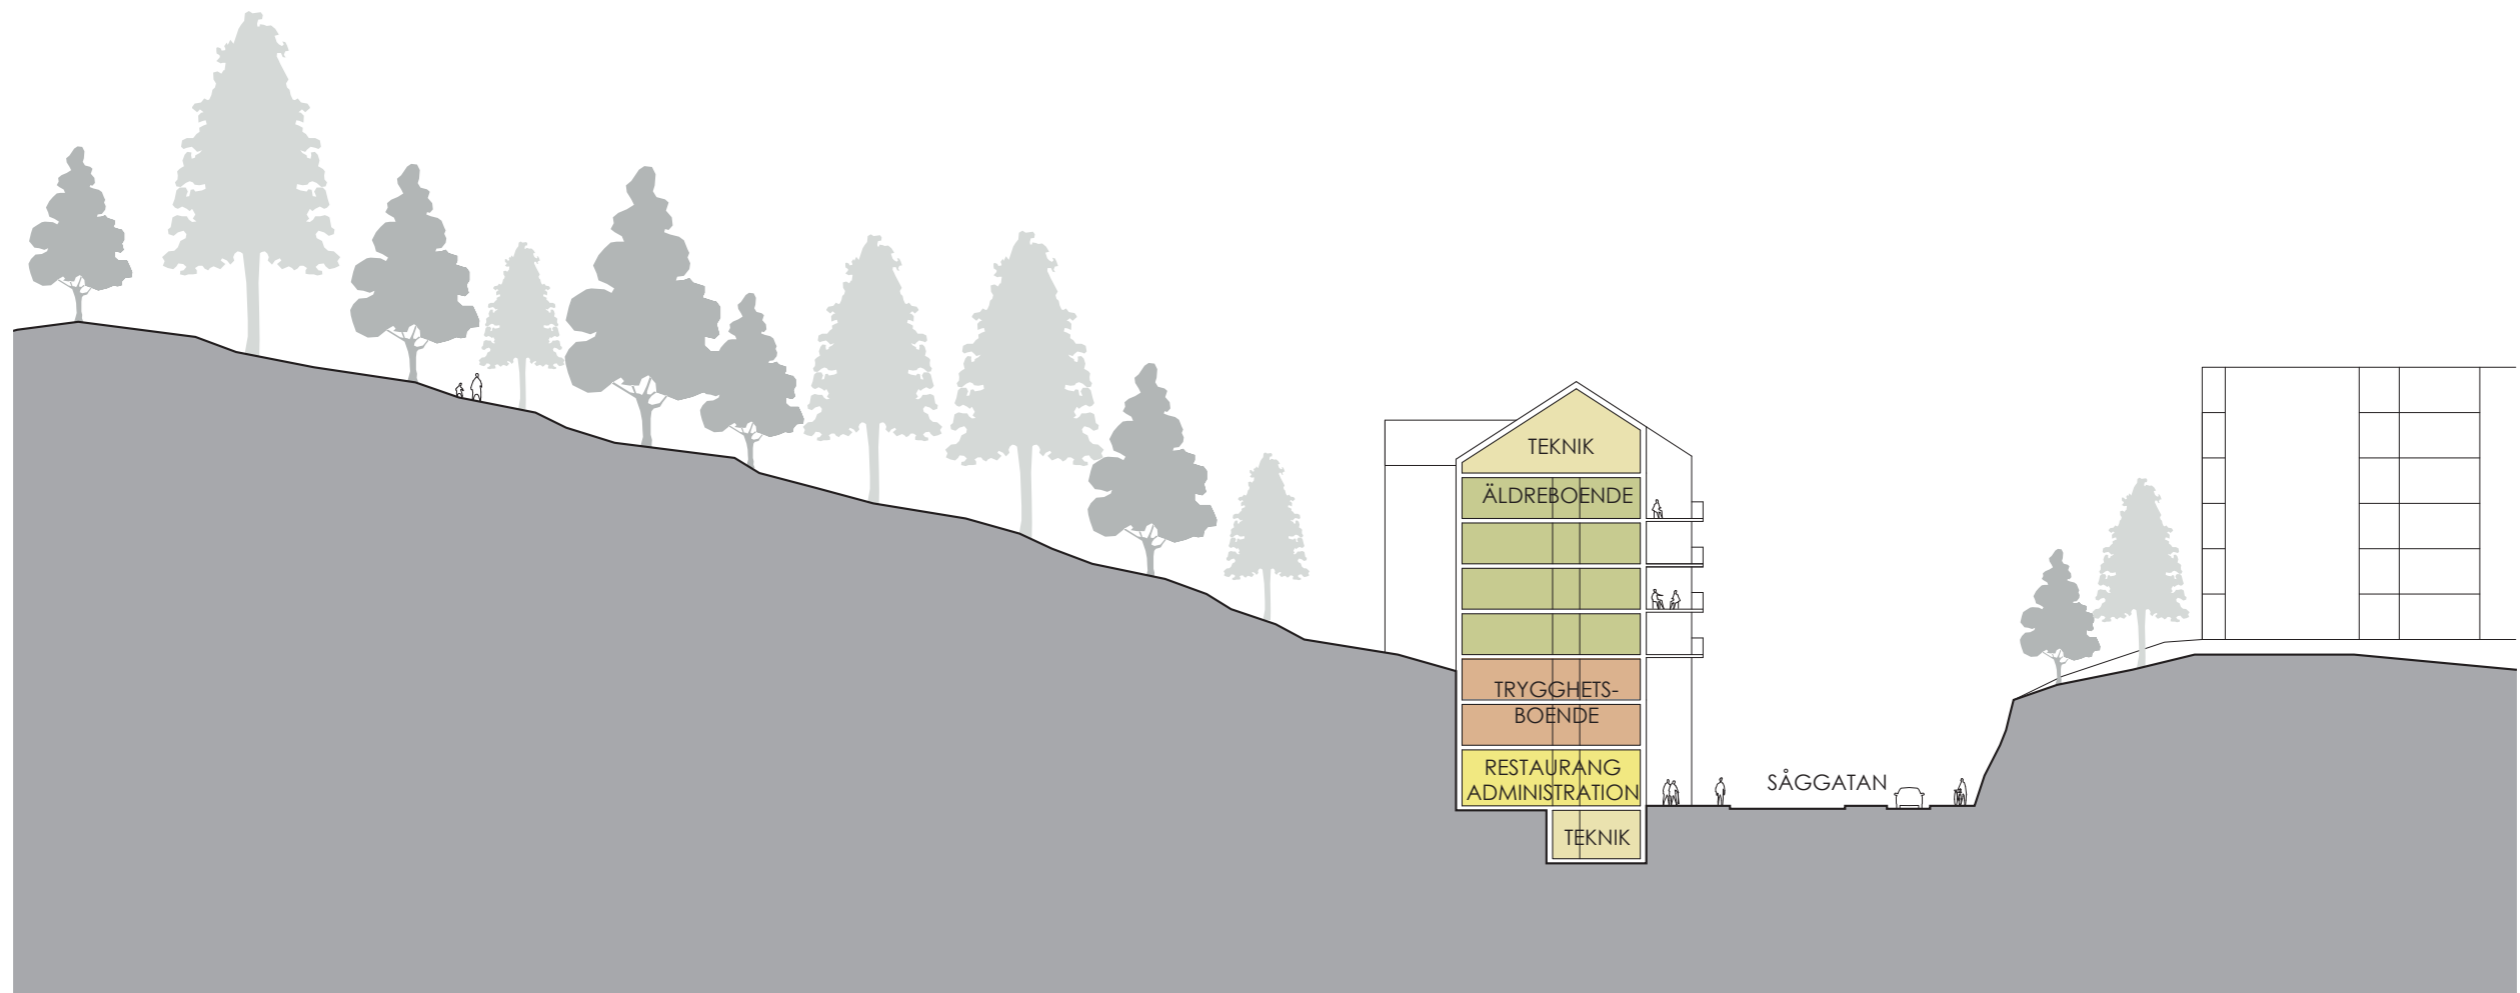 TEKNIK
ÄLDREBOENDE
TRYGGHETS-
BOENDE
RESTAURANG
ADMINISTRATION
TEKNIK
SÅGGATAN